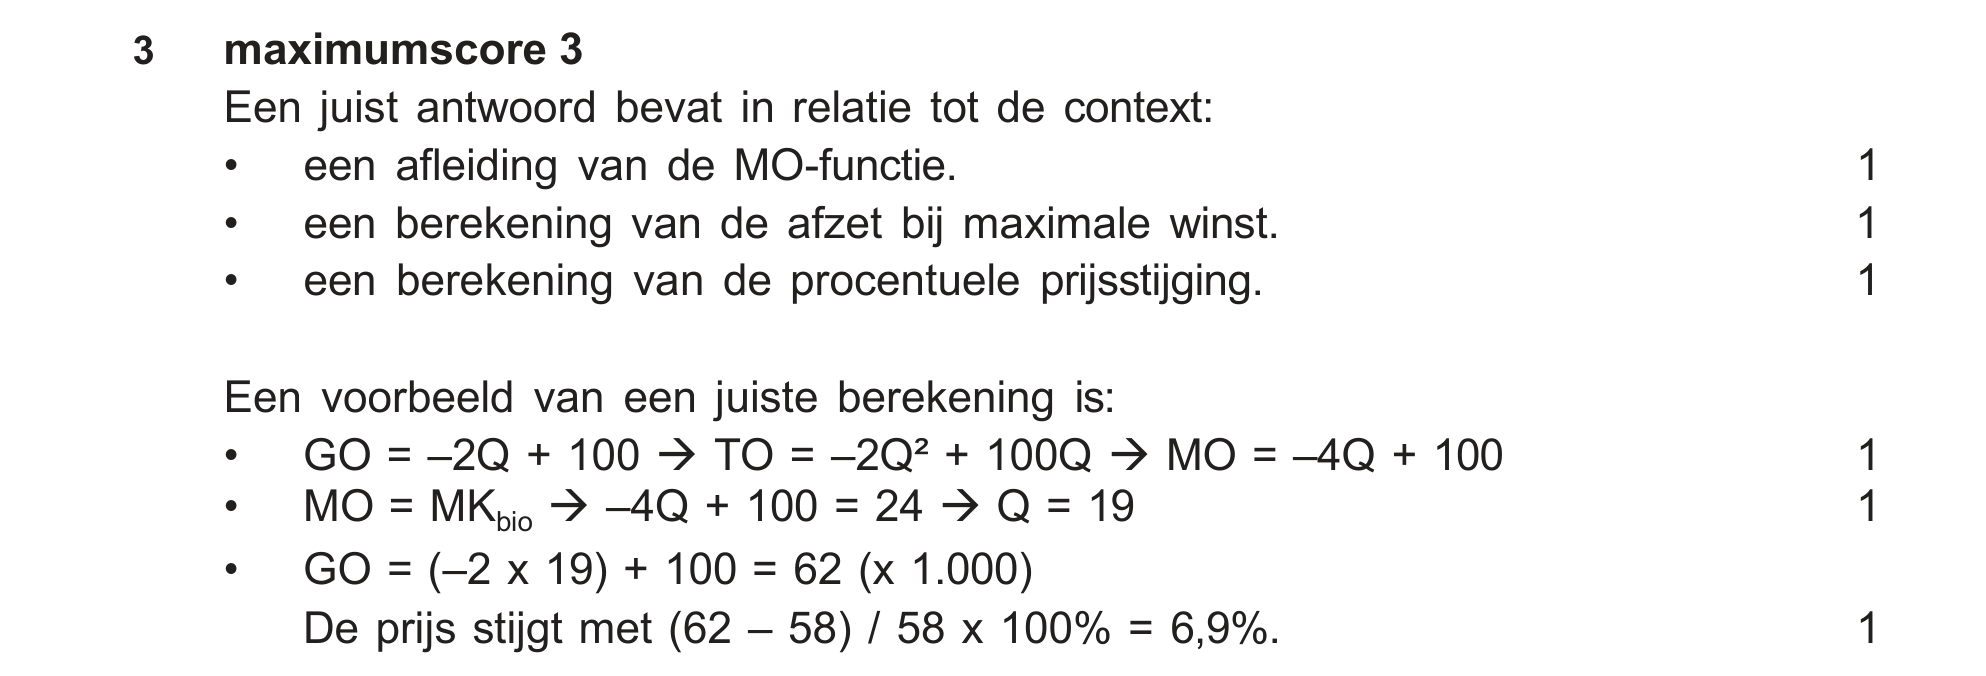 3 maximumscore 3
Een juist antwoord bevat in relatie tot de context:
• een afleiding van de MO-functie. 1
• een berekening van de afzet bij maximale winst. 1
• een berekening van de procentuele prijsstijging. 1
Een voorbeeld van een juiste berekening is:
• GO = –2Q + 100 → TO = –2Q² + 100Q → MO = –4Q + 100 1
• MO = MKbio → –4Q + 100 = 24 → Q = 19 1
• GO = (–2 x 19) + 100 = 62 (x 1.000)
De prijs stijgt met (62 – 58) / 58 x 100% = 6,9%. 1